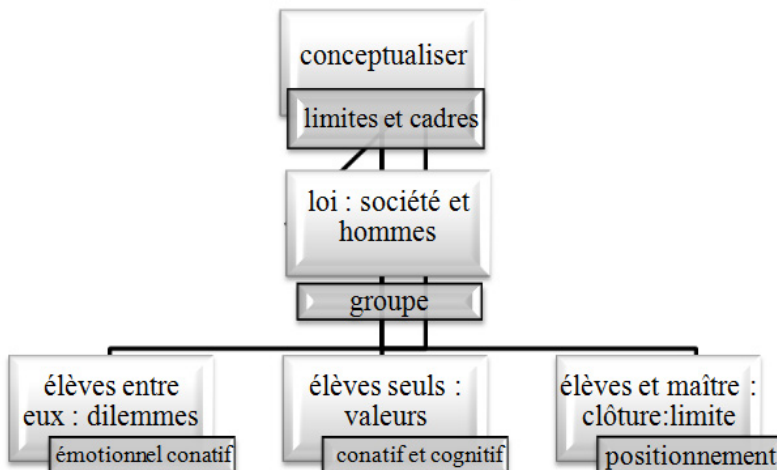 conceptualiser
limites et cadres
loi : société et
hommes
groupe
élèves entre
eux : dilemmes
émotionnel conatif
élèves seuls :
valeurs
conatif et cognitif
élèves et maître :
clôture:limite
positionnement